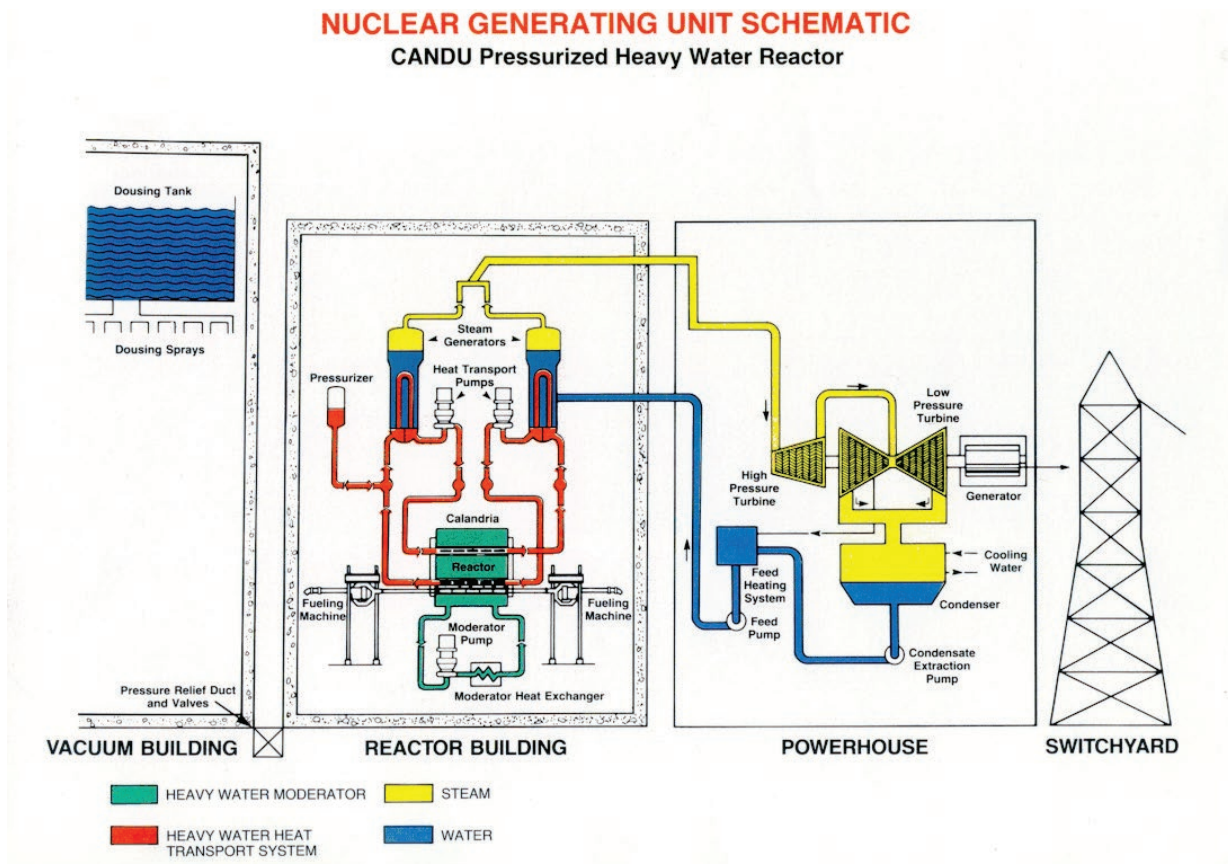 NUCLEAR GENERATING UNIT SCHEMATIC
CANDU Pressurized Heavy Water Reactor
Dousing Tank
Dousing Sprays
Steam
Generators
Pressurizer
Heat Transport
Pumps
Calandria
Reactor
Fueling
Machine
Fueling
Machine
Moderator
Pump
Moderator Heat Exchanger
Low
Pressure
Turbine
High
Pressure
Turbine
Generator
Cooling
Water
Feed
Heating
System
Condenser
Feed
Pump
Condensate
Extraction
Pump
Pressure Relief Duct
and Valves
VACUUM BUILDING
REACTOR BUILDING
POWERHOUSE
SWITCHYARD
HEAVY WATER MODERATOR
STEAM
HEAVY WATER HEAT
TRANSPORT SYSTEM
WATER